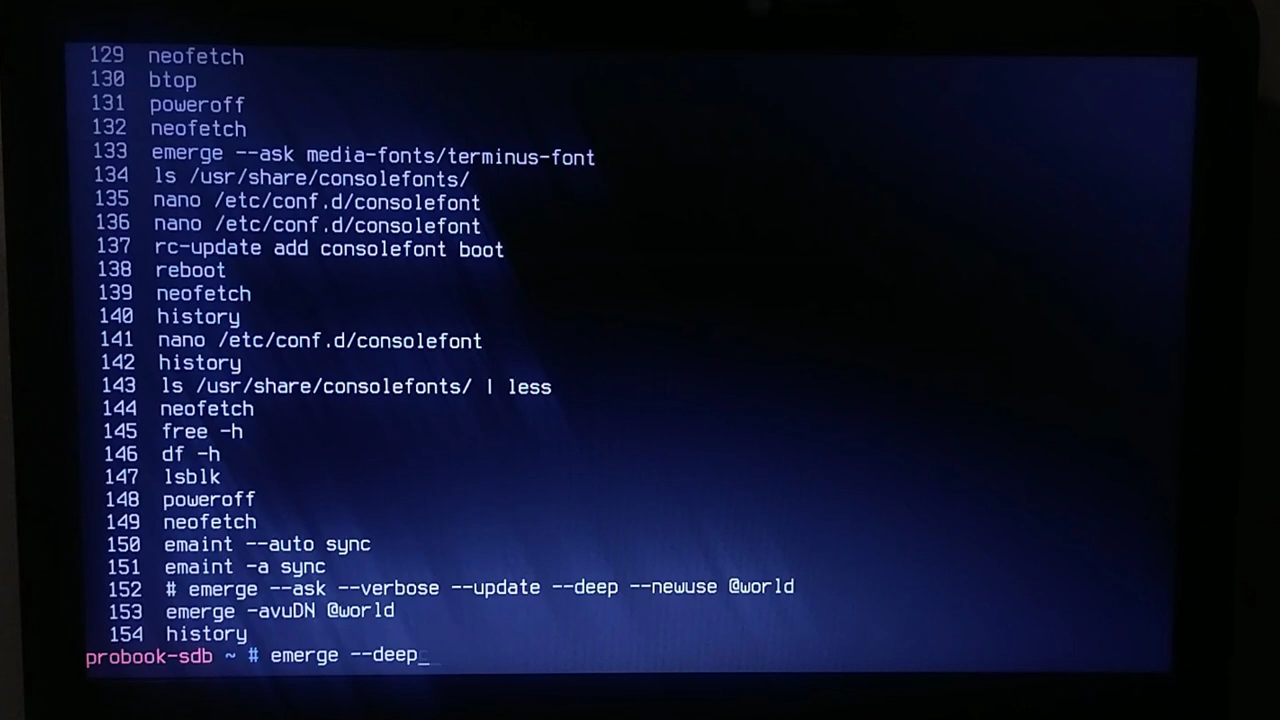 129 neofetch
130 btop
131 poweroff
132 neofetch
133 emerge --ask media-fonts/terminus-font
134 ls /usr/share/consolefonts/
135 nano /etc/conf.d/consolefont
136 nano /etc/conf.d/consolefont
137 rc-update add consolefont boot
138 reboot
139 neofetch
140 history
141 nano /etc/conf.d/consolefont
142 history
143 ls /usr/share/consolefonts/ | less
144 neofetch
145 free -h
146 df -h
147 lsblk
148 poweroff
149 neofetch
150 emaint --auto sync
151 emaint -a sync
152 # emerge --ask --verbose --update --deep --newuse @world
153 emerge -avuDN @world
154 history
probook-sdb ~ # emerge --deep_